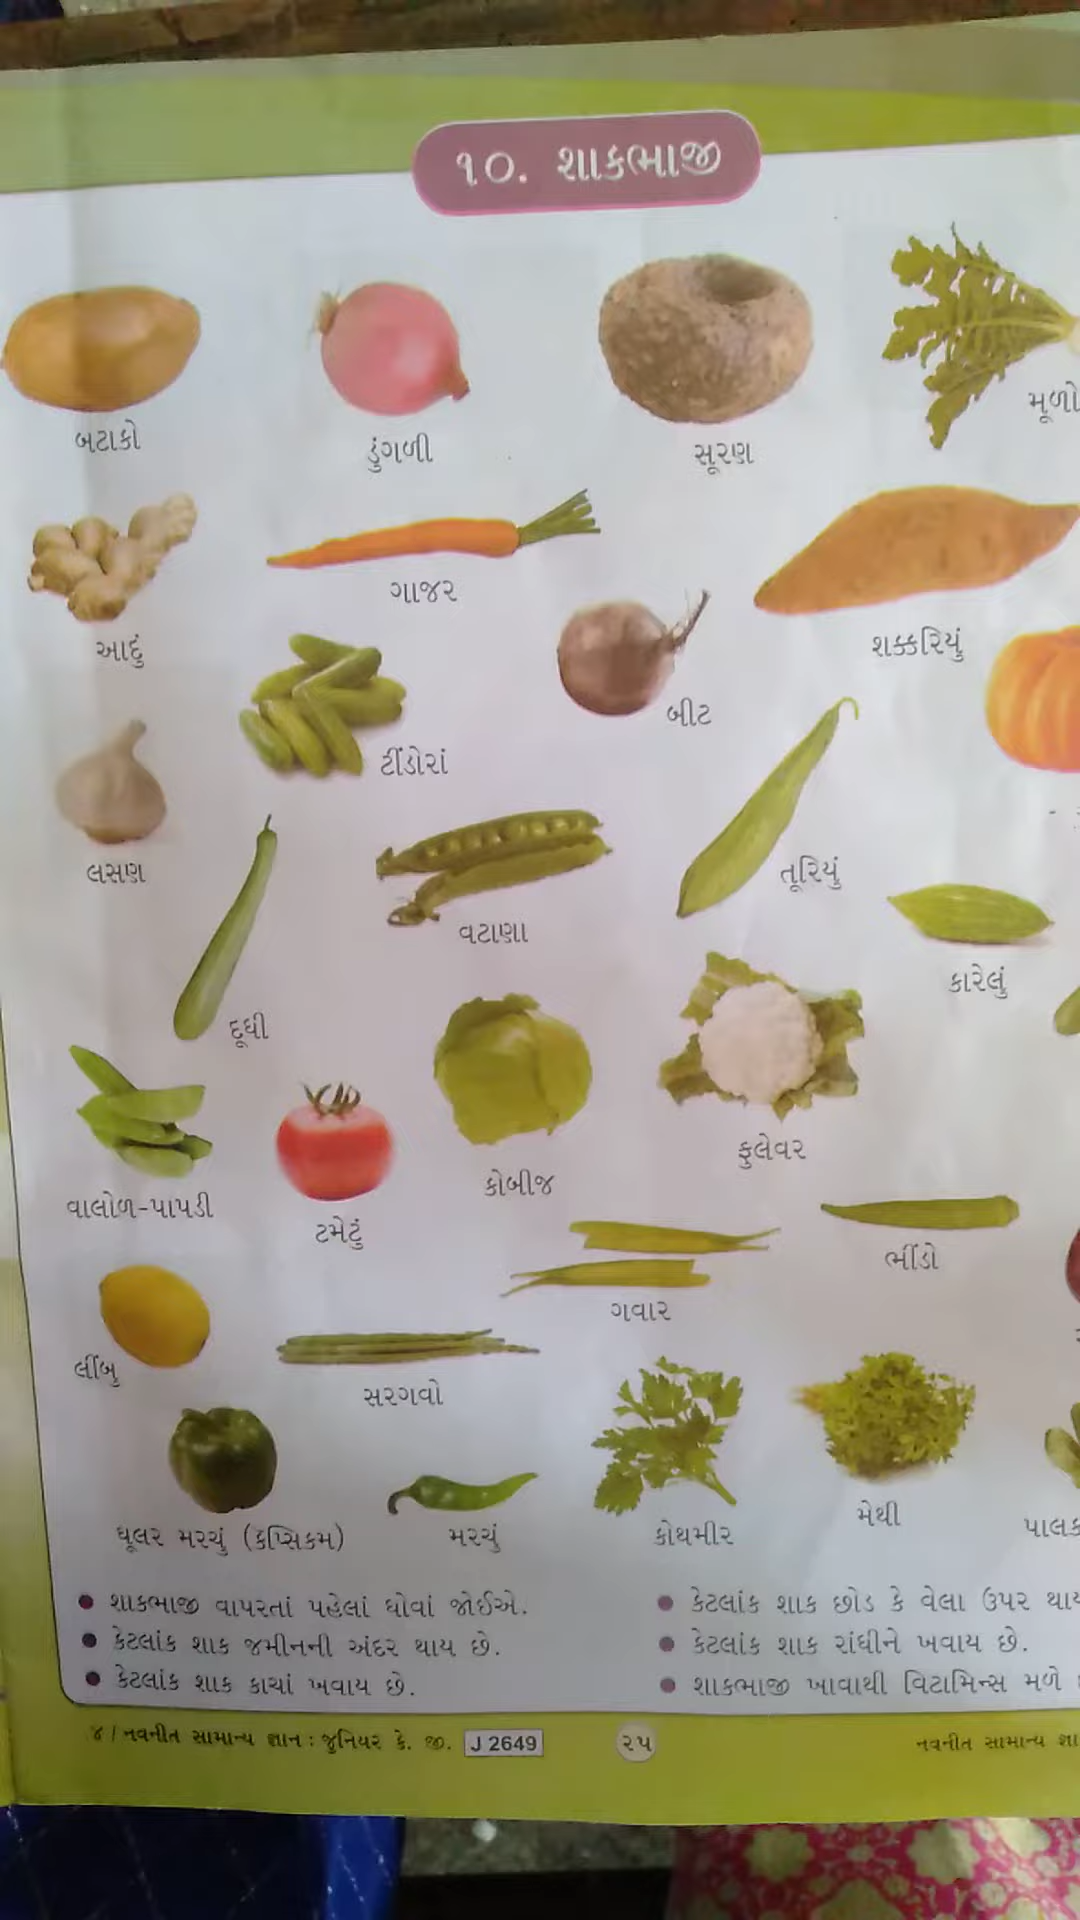 ૧૦. શાકભાજી
બટાકો
ડુંગળી
સૂરણ
મૂળો
આદું
ગાજર
શક્કરિયું
બીટ
ટીંડોરાં
લસણ
તૂરિયું
વટાણા
કારેલું
દૂધી
ફુલેવર
કોબીજ
વાલોળ-પાપડી
ટમેટું
ભીંડો
ગવાર
લીંબુ
સરગવો
ઘૂલર મરચું (કૅપ્સિકમ)
મરચું
કોથમીર
મેથી
પાલક
શાકભાજી વાપરતાં પહેલાં ધોવાં જોઈએ.
કેટલાંક શાક જમીનની અંદર થાય છે.
કેટલાંક શાક કાચાં ખવાય છે.
કેટલાંક શાક છોડ કે વેલા ઉપર થાય
કેટલાંક શાક રાંધીને ખવાય છે.
શાકભાજી ખાવાથી વિટામિન્સ મળે
૪ / નવનીત સામાન્ય જ્ઞાન : જુનિયર કે. જી. J 2649
૨૫
નવનીત સામાન્ય